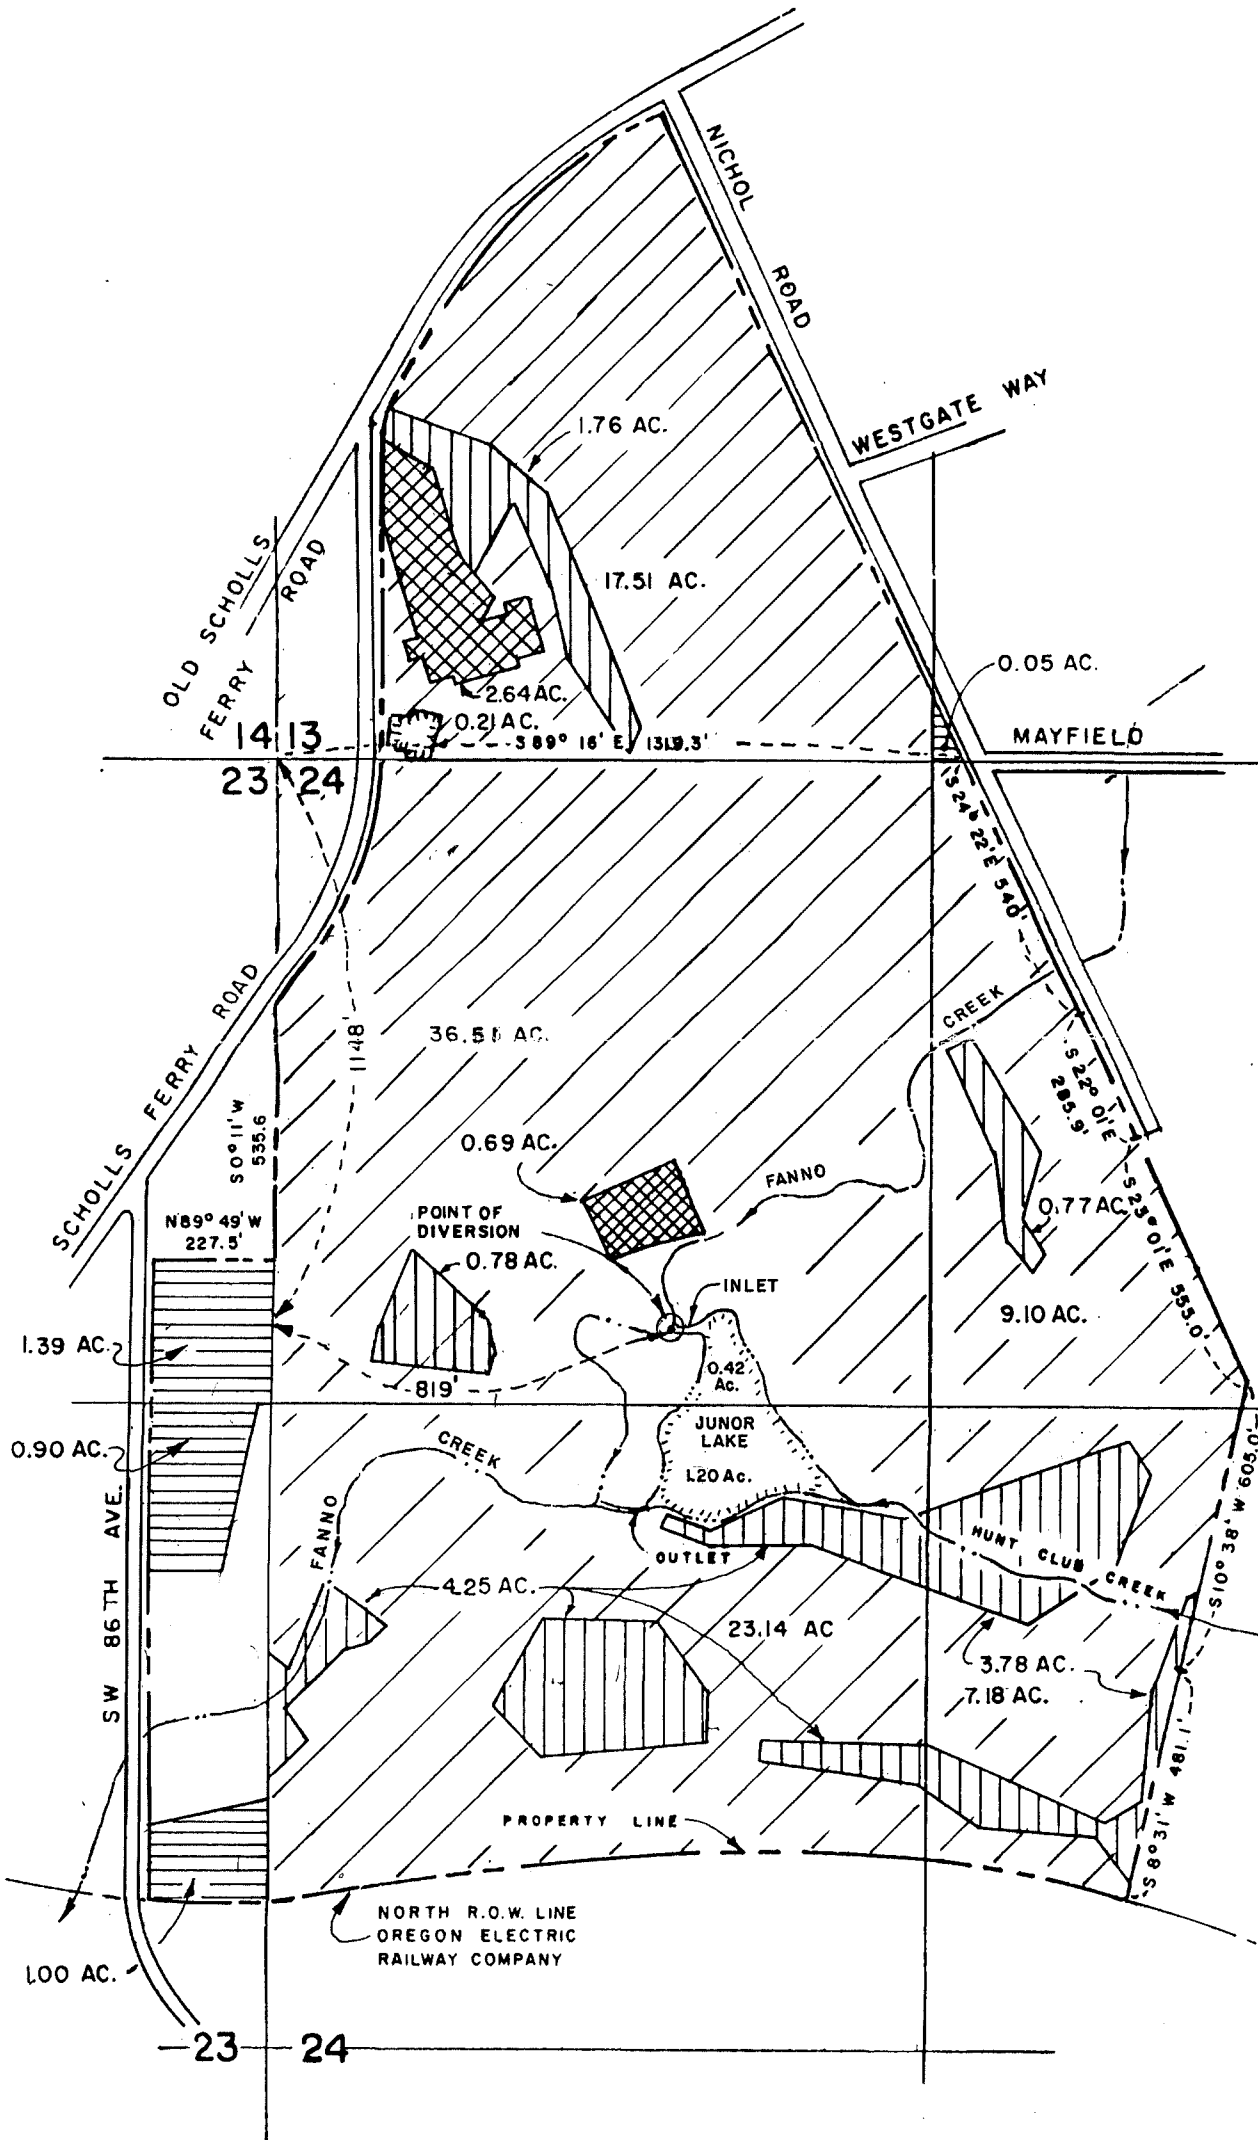 NICHOL
ROAD
WESTGATE WAY
1.76 AC.
17.51 AC.
OLD SCHOLLS
FERRY ROAD
0.05 AC.
2.64 AC.
0.21 AC.
S 89° 16' E 1319.3'
14 13
23 24
MAYFIELD
S 24° 22' E 540'
SCHOLLS FERRY ROAD
36.51 AC.
1148'
CREEK
S 0° 11' W
535.6
S 22° 01' E
285.9'
0.69 AC.
FANNO
N 89° 49' W
227.5'
POINT OF
DIVERSION
0.78 AC.
0.77 AC.
S 23° 01' E 555.0'
INLET
9.10 AC.
1.39 AC.
0.42
Ac.
819'
JUNOR
LAKE
1.20 Ac.
0.90 AC.
CREEK
FANNO
S 10° 38' W 605.0'
HUNT CLUB CREEK
OUTLET
SW 86TH AVE.
4.25 AC.
23.14 AC
3.78 AC.
7.18 AC.
S 8° 31' W 481.1'
PROPERTY LINE
NORTH R.O.W. LINE
OREGON ELECTRIC
RAILWAY COMPANY
1.00 AC.
23 24